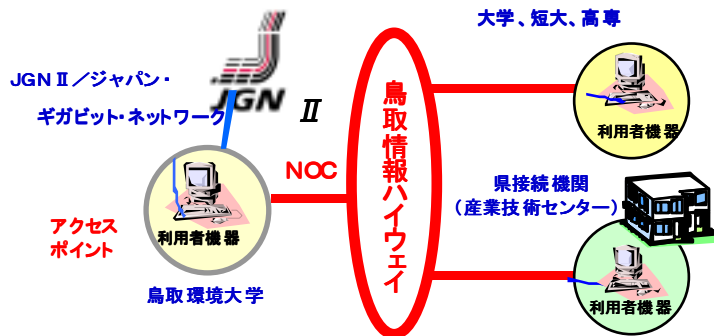 大学、短大、高専
JGNⅡ／ジャパン・
ギガビット・ネットワーク
JGN
Ⅱ
利用者機器
NOC
鳥取情報ハイウェイ
県接続機関
（産業技術センター）
アクセス
ポイント
利用者機器
鳥取環境大学
利用者機器